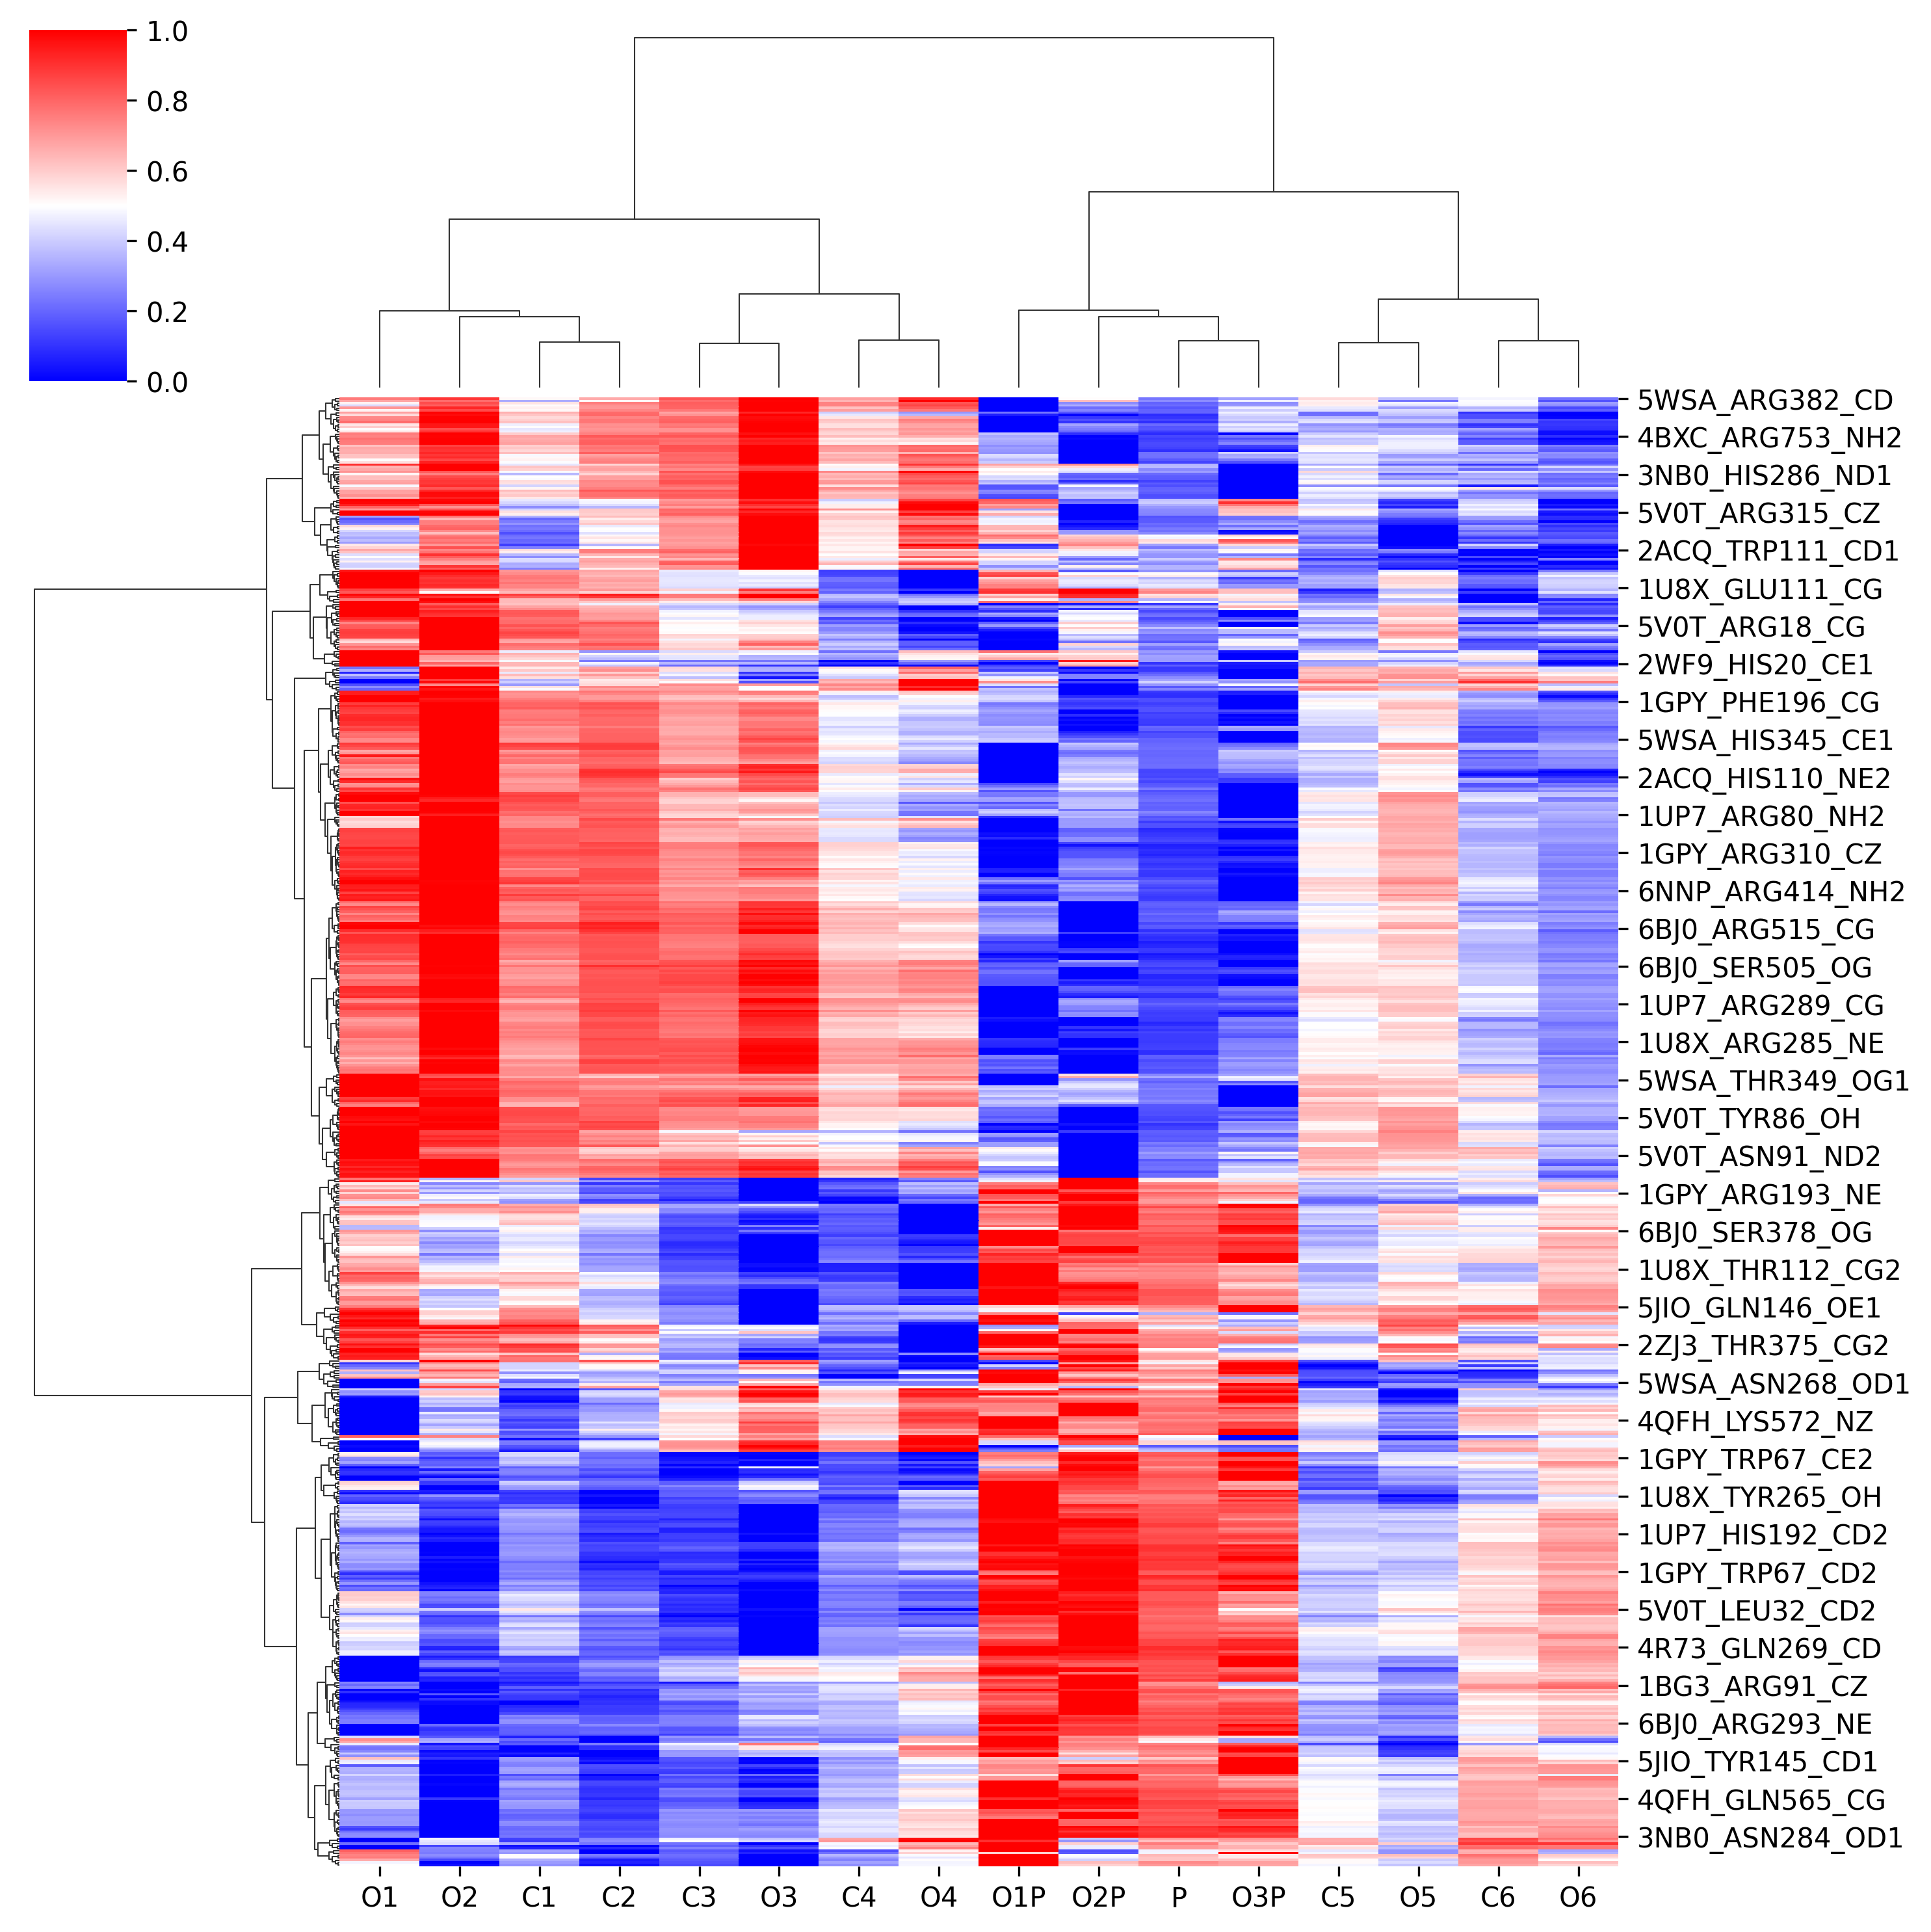 1.0
0.8
0.6
0.4
0.2
0.0
5WSA_ARG382_CD
4BXC_ARG753_NH2
3NB0_HIS286_ND1
5V0T_ARG315_CZ
2ACQ_TRP111_CD1
1U8X_GLU111_CG
5V0T_ARG18_CG
2WF9_HIS20_CE1
1GPY_PHE196_CG
5WSA_HIS345_CE1
2ACQ_HIS110_NE2
1UP7_ARG80_NH2
1GPY_ARG310_CZ
6NNP_ARG414_NH2
6BJ0_ARG515_CG
6BJ0_SER505_OG
1UP7_ARG289_CG
1U8X_ARG285_NE
5WSA_THR349_OG1
5V0T_TYR86_OH
5V0T_ASN91_ND2
1GPY_ARG193_NE
6BJ0_SER378_OG
1U8X_THR112_CG2
5JIO_GLN146_OE1
2ZJ3_THR375_CG2
5WSA_ASN268_OD1
4QFH_LYS572_NZ
1GPY_TRP67_CE2
1U8X_TYR265_OH
1UP7_HIS192_CD2
1GPY_TRP67_CD2
5V0T_LEU32_CD2
4R73_GLN269_CD
1BG3_ARG91_CZ
6BJ0_ARG293_NE
5JIO_TYR145_CD1
4QFH_GLN565_CG
3NB0_ASN284_OD1
O1 O2 C1 C2 C3 O3 C4 O4 O1P O2P P O3P C5 O5 C6 O6